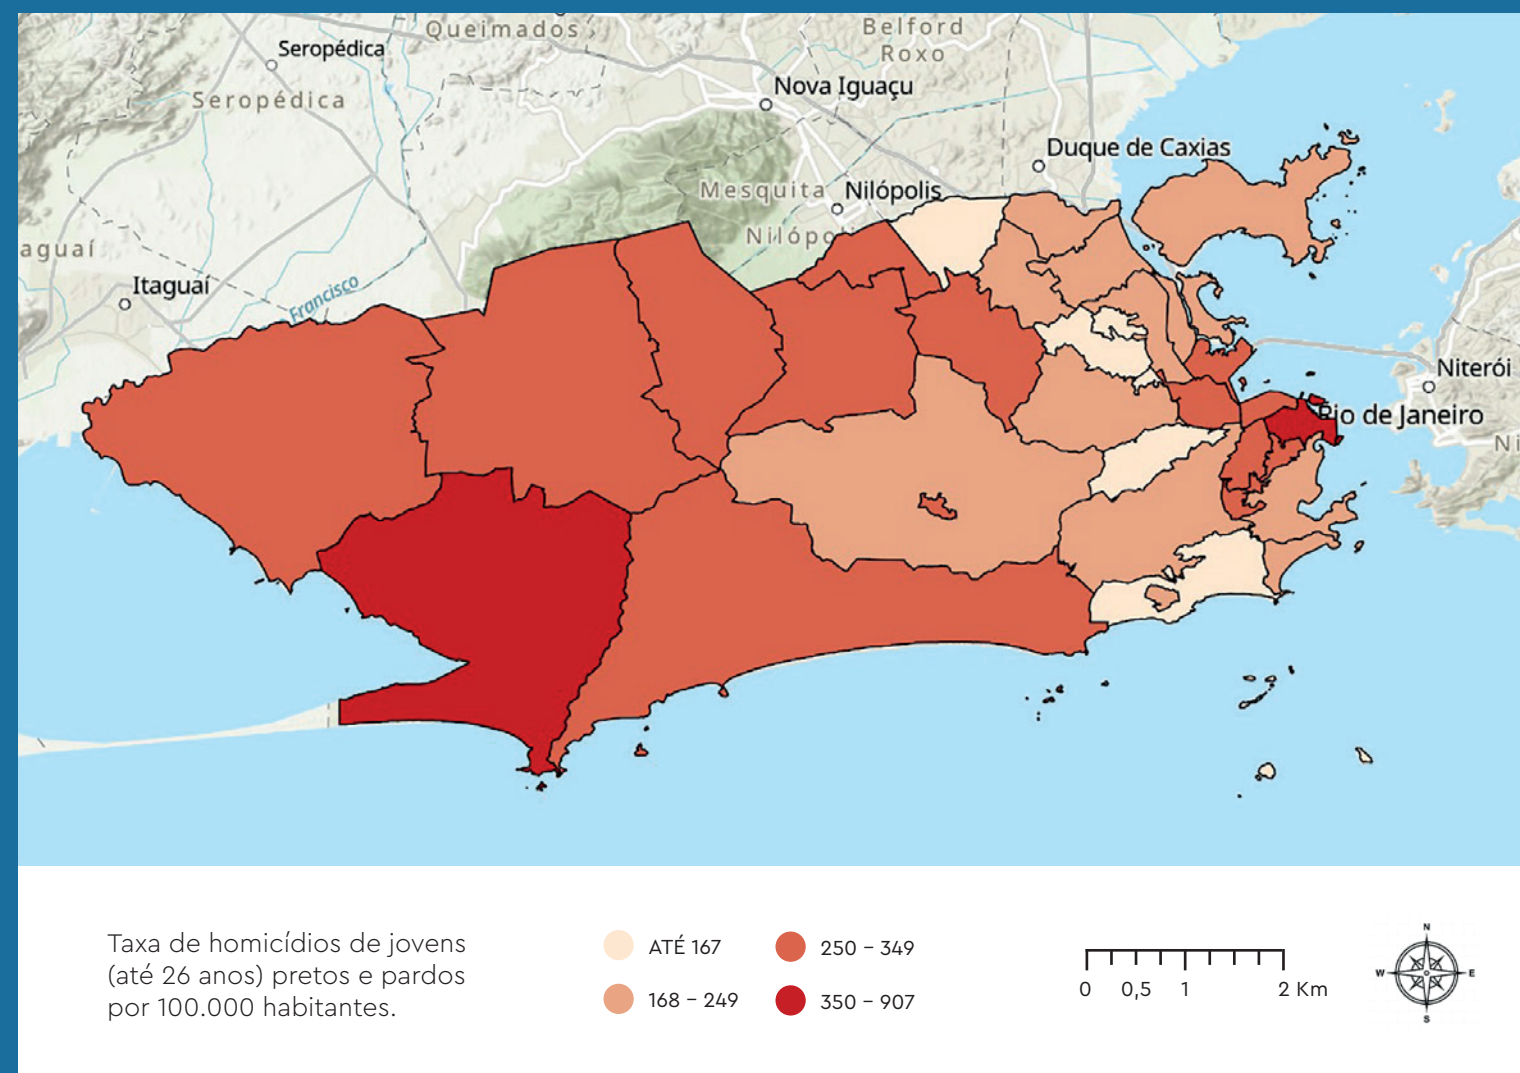 Queimados
Belford
Roxo
Seropédica
Seropédica
Nova Iguaçu
Duque de Caxias
Mesquita
Nilópolis
Nilópol
aguaí
Itaguaí
Francisco
Niterói
Rio de Janeiro
Ni
Taxa de homicídios de jovens
(até 26 anos) pretos e pardos
por 100.000 habitantes.
ATÉ 167
168 – 249
250 – 349
350 – 907
0 0,5 1 2 Km
N
W E
S